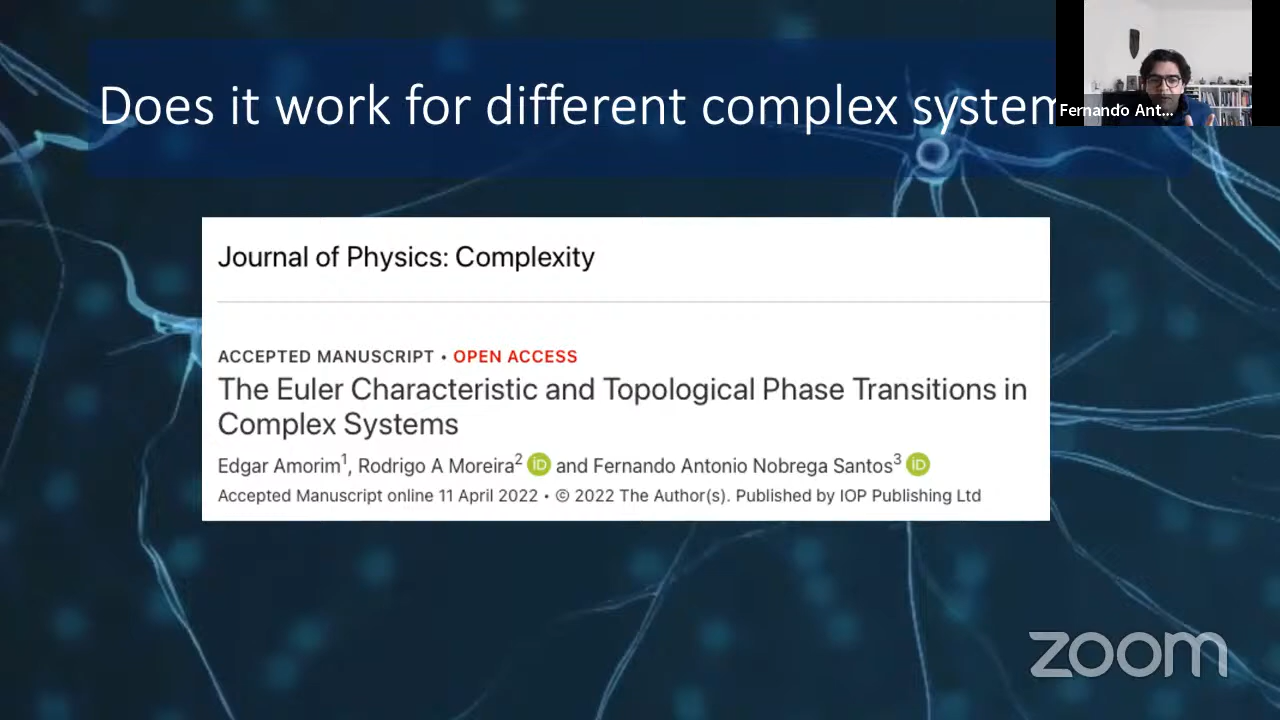 Does it work for different complex system
Fernando Ant...
Journal of Physics: Complexity
ACCEPTED MANUSCRIPT • OPEN ACCESS
The Euler Characteristic and Topological Phase Transitions in
Complex Systems
Edgar Amorim1, Rodrigo A Moreira2 iD and Fernando Antonio Nobrega Santos3 iD
Accepted Manuscript online 11 April 2022 • © 2022 The Author(s). Published by IOP Publishing Ltd
zoom